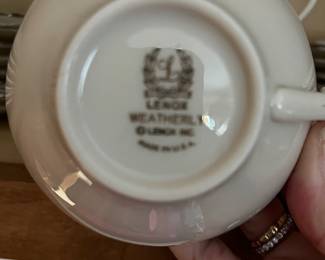 L
LENOX
WEATHERLY
© LENOX INC.
MADE IN U.S.A.